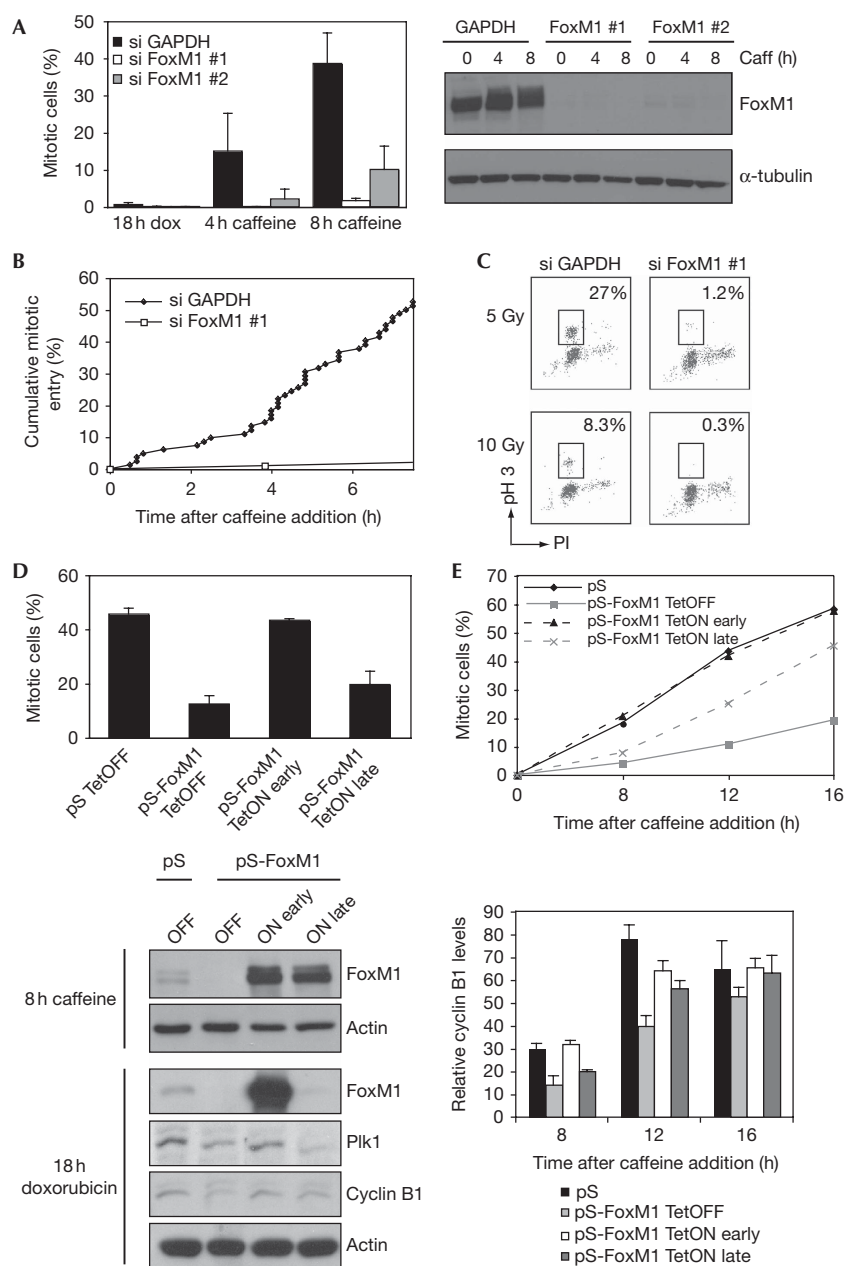 A
50
40
30
20
10
0
Mitotic cells (%)
si GAPDH
si FoxM1 #1
si FoxM1 #2
18 h dox
4 h caffeine
8 h caffeine
GAPDH
FoxM1 #1
FoxM1 #2
0 4 8 0 4 8 0 4 8 Caff (h)
FoxM1
α-tubulin
B
60
50
40
30
20
10
0
Cumulative mitotic
entry (%)
si GAPDH
si FoxM1 #1
0 2 4 6
Time after caffeine addition (h)
C
si GAPDH
si FoxM1 #1
5 Gy
27%
1.2%
10 Gy
8.3%
0.3%
pH 3
PI
D
60
40
20
0
Mitotic cells (%)
pS TetOFF
pS-FoxM1
TetOFF
pS-FoxM1
TetON early
pS-FoxM1
TetON late
pS
pS-FoxM1
OFF
OFF
ON early
ON late
8 h caffeine
FoxM1
Actin
18 h
doxorubicin
FoxM1
Plk1
Cyclin B1
Actin
E
70
60
50
40
30
20
10
0
Mitotic cells (%)
pS
pS-FoxM1 TetOFF
pS-FoxM1 TetON early
pS-FoxM1 TetON late
0 8 12 16
Time after caffeine addition (h)
90
80
70
60
50
40
30
20
10
0
Relative cyclin B1 levels
8 12 16
Time after caffeine addition (h)
pS
pS-FoxM1 TetOFF
pS-FoxM1 TetON early
pS-FoxM1 TetON late